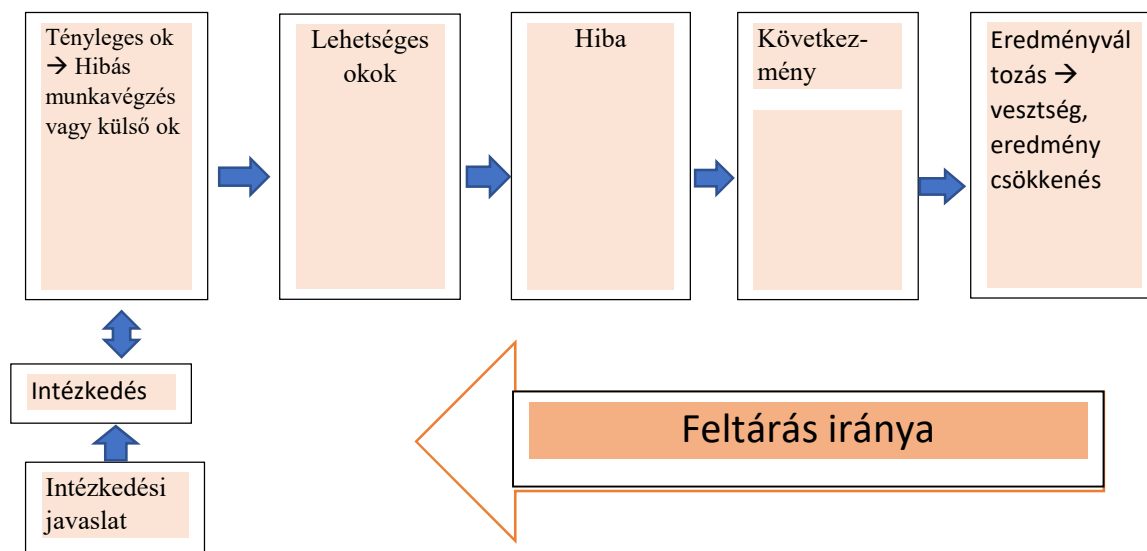 Tényleges ok
→ Hibás
munkavégzés
vagy külső ok
Lehetséges
okok
Hiba
Következ-
mény
Eredményvál
tozás →
vesztség,
eredmény
csökkenés
Intézkedés
Intézkedési
javaslat
Feltárás iránya